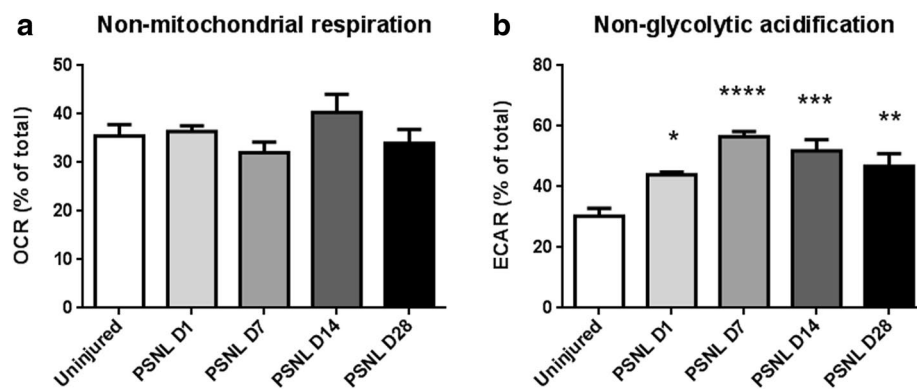 a Non-mitochondrial respiration
OCR (% of total)
50
40
30
20
10
0
Uninjured
PSNL D1
PSNL D7
PSNL D14
PSNL D28
b Non-glycolytic acidification
ECAR (% of total)
80
60
40
20
0
*
****
***
**
Uninjured
PSNL D1
PSNL D7
PSNL D14
PSNL D28